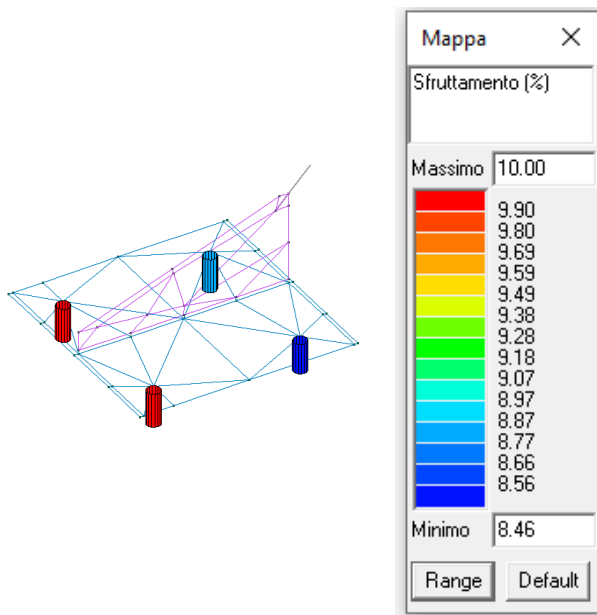 Mappa
Sfruttamento (%)
Massimo 10.00
9.90
9.80
9.69
9.59
9.49
9.38
9.28
9.18
9.07
8.97
8.87
8.77
8.66
8.56
Minimo 8.46
Range Default